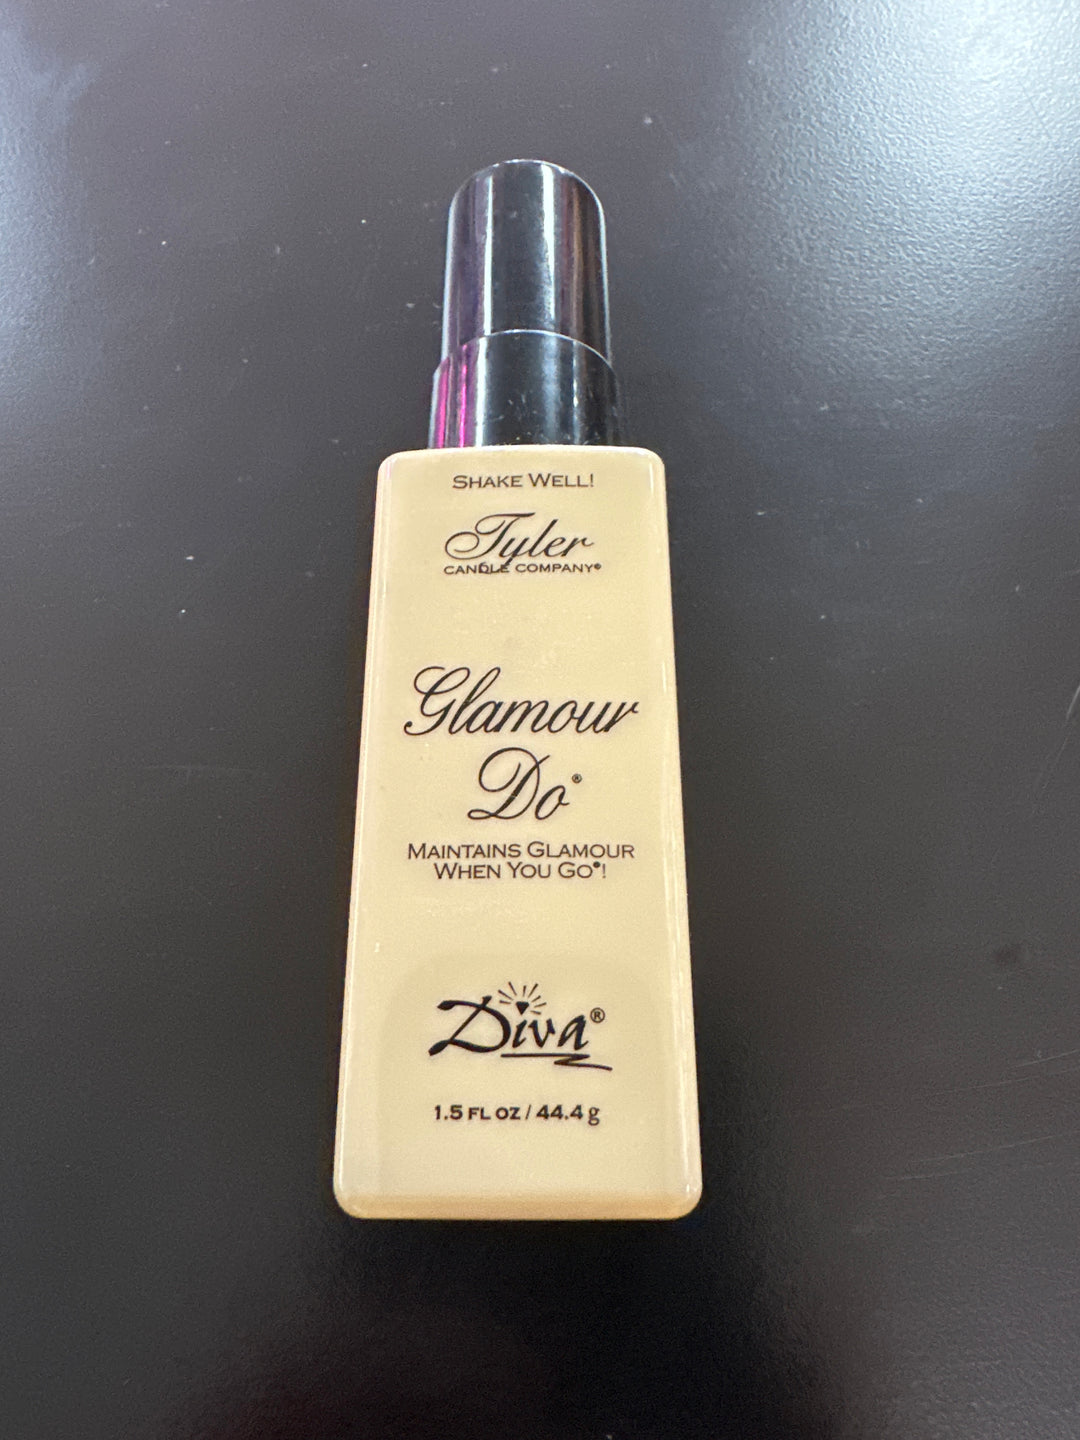 SHAKE WELL!
Tyler
CANDLE COMPANY®
Glamour
Do®
MAINTAINS GLAMOUR
WHEN YOU GO®!
Diva®
1.5 FL OZ / 44.4 g